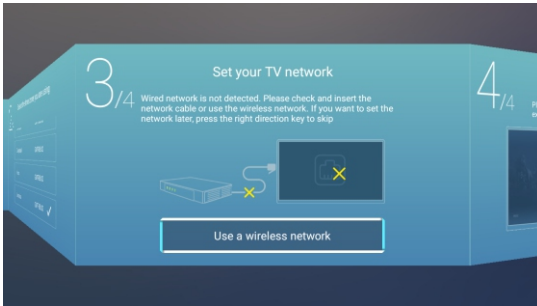 3/4
Set your TV network
Wired network is not detected. Please check and insert the
network cable or use the wireless network. If you want to set the
network later, press the right direction key to skip
Use a wireless network
4/4